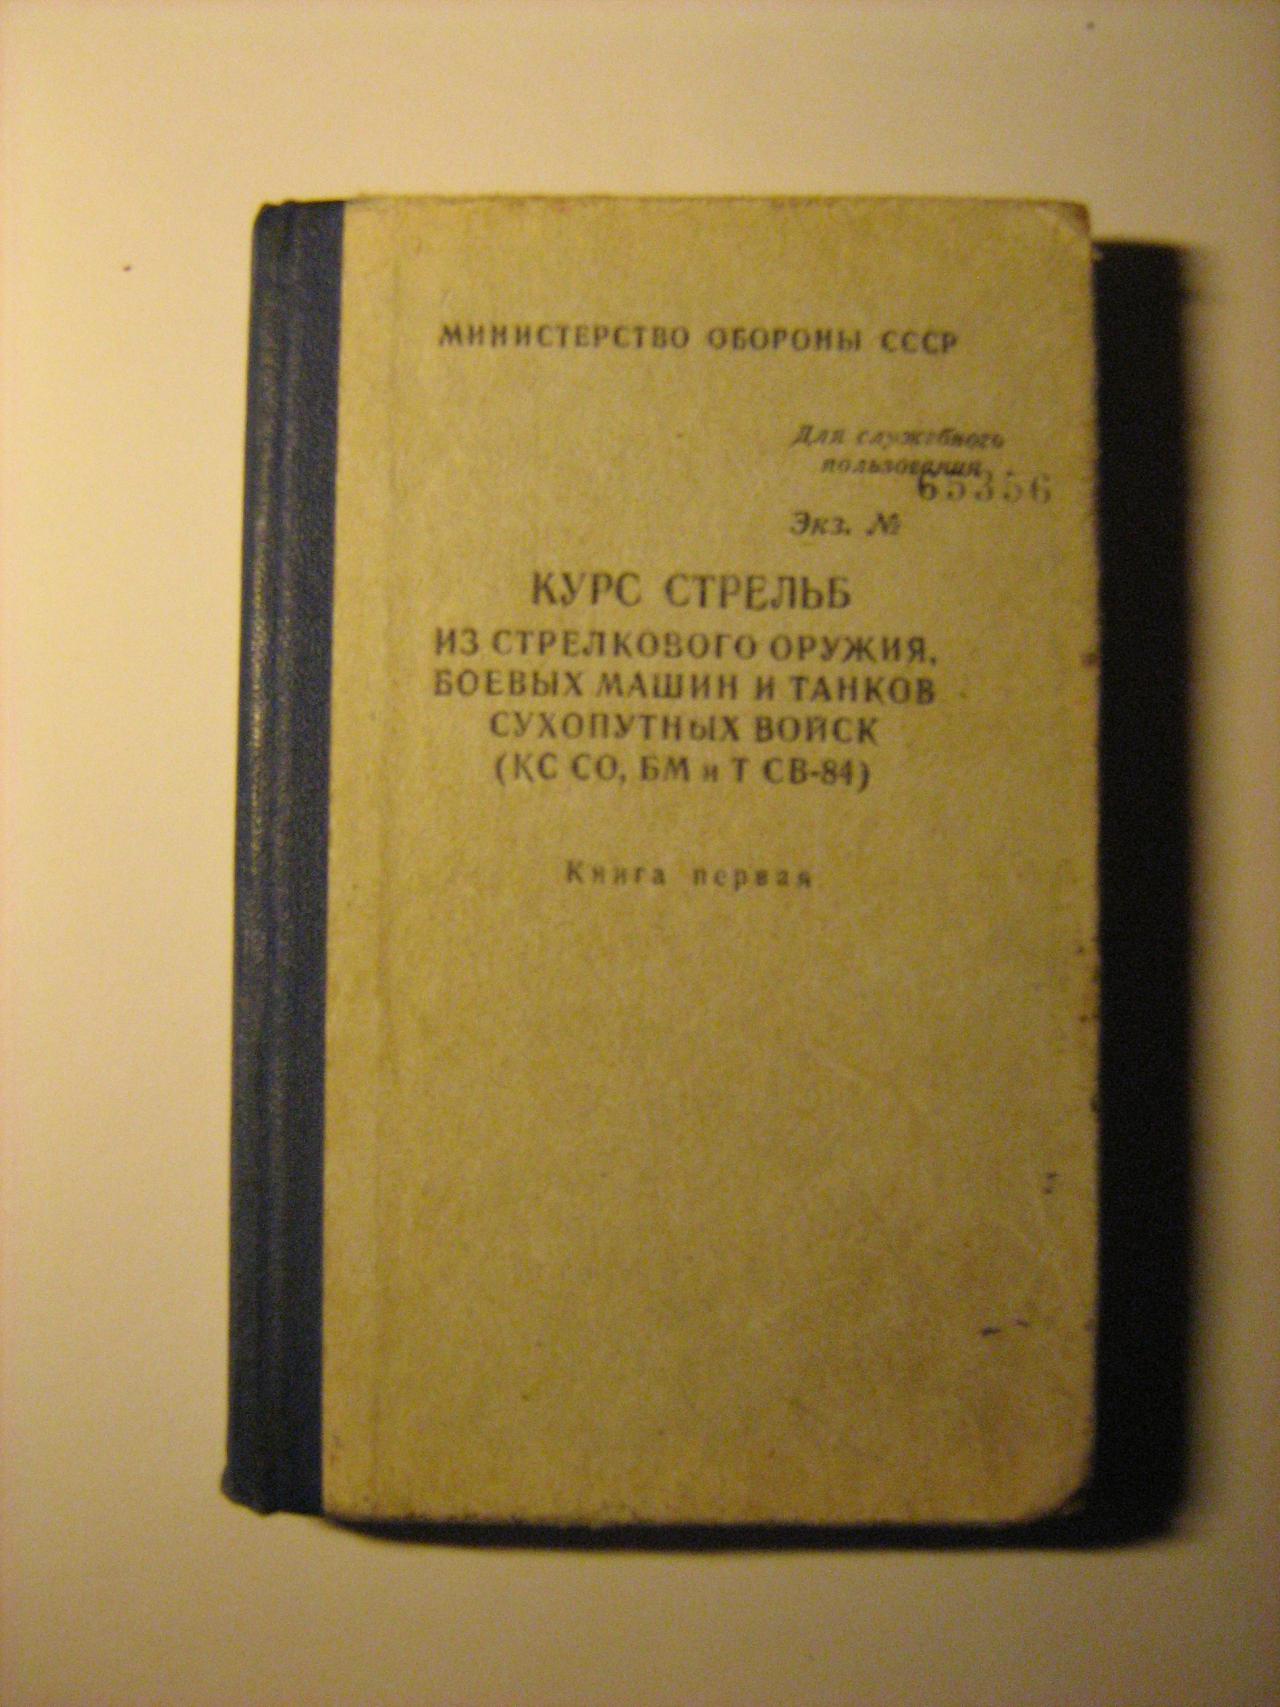 МИНИСТЕРСТВО ОБОРОНЫ СССР
Для служебного
пользования
65356
Экз. №
КУРС СТРЕЛЬБ
ИЗ СТРЕЛКОВОГО ОРУЖИЯ,
БОЕВЫХ МАШИН И ТАНКОВ
СУХОПУТНЫХ ВОЙСК
(КС СО, БМ и Т СВ-84)
Книга первая